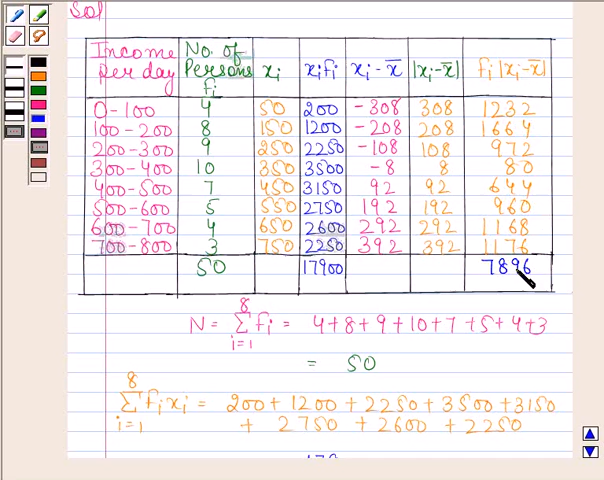 Sol
Income per day | No. of Persons fi | xi | xifi | xi - x̄ | |xi - x̄| | fi |xi - x̄|
0-100 | 4 | 50 | 200 | -308 | 308 | 1232
100-200 | 8 | 150 | 1200 | -208 | 208 | 1664
200-300 | 9 | 250 | 2250 | -108 | 108 | 972
300-400 | 10 | 350 | 3500 | -8 | 8 | 80
400-500 | 7 | 450 | 3150 | 92 | 92 | 644
500-600 | 5 | 550 | 2750 | 192 | 192 | 960
600-700 | 4 | 650 | 2600 | 292 | 292 | 1168
700-800 | 3 | 750 | 2250 | 392 | 392 | 1176
50 | 17900 | 7896
N = 8 Σ i=1 fi = 4+8+9+10+7+5+4+3
= 50
8 Σ i=1 fixi = 200+1200+2250+3500+3150
+ 2750 + 2600 + 2250